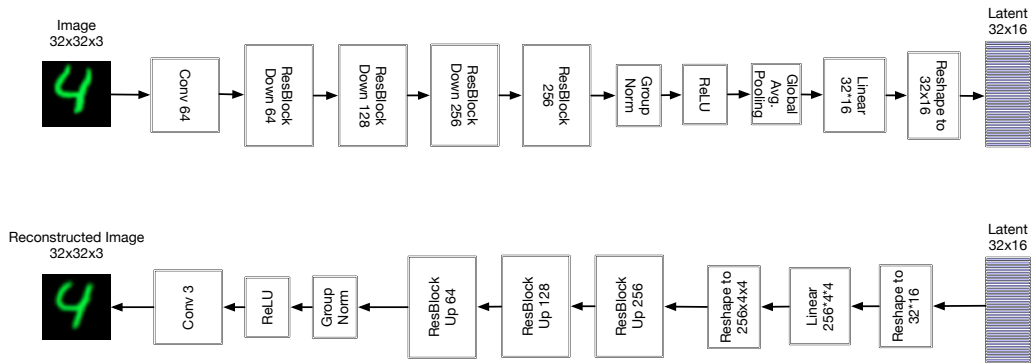 Image
32x32x3
Conv 64
ResBlock
Down 64
ResBlock
Down 128
ResBlock
Down 256
ResBlock
256
Group
Norm
ReLU
Global
Avg.
Pooling
Linear
32*16
Reshape to
32x16
Latent
32x16
Reconstructed Image
32x32x3
Conv 3
ReLU
Group
Norm
ResBlock
Up 64
ResBlock
Up 128
ResBlock
Up 256
Reshape to
256x4x4
Linear
256*4*4
Reshape to
32*16
Latent
32x16
4
4